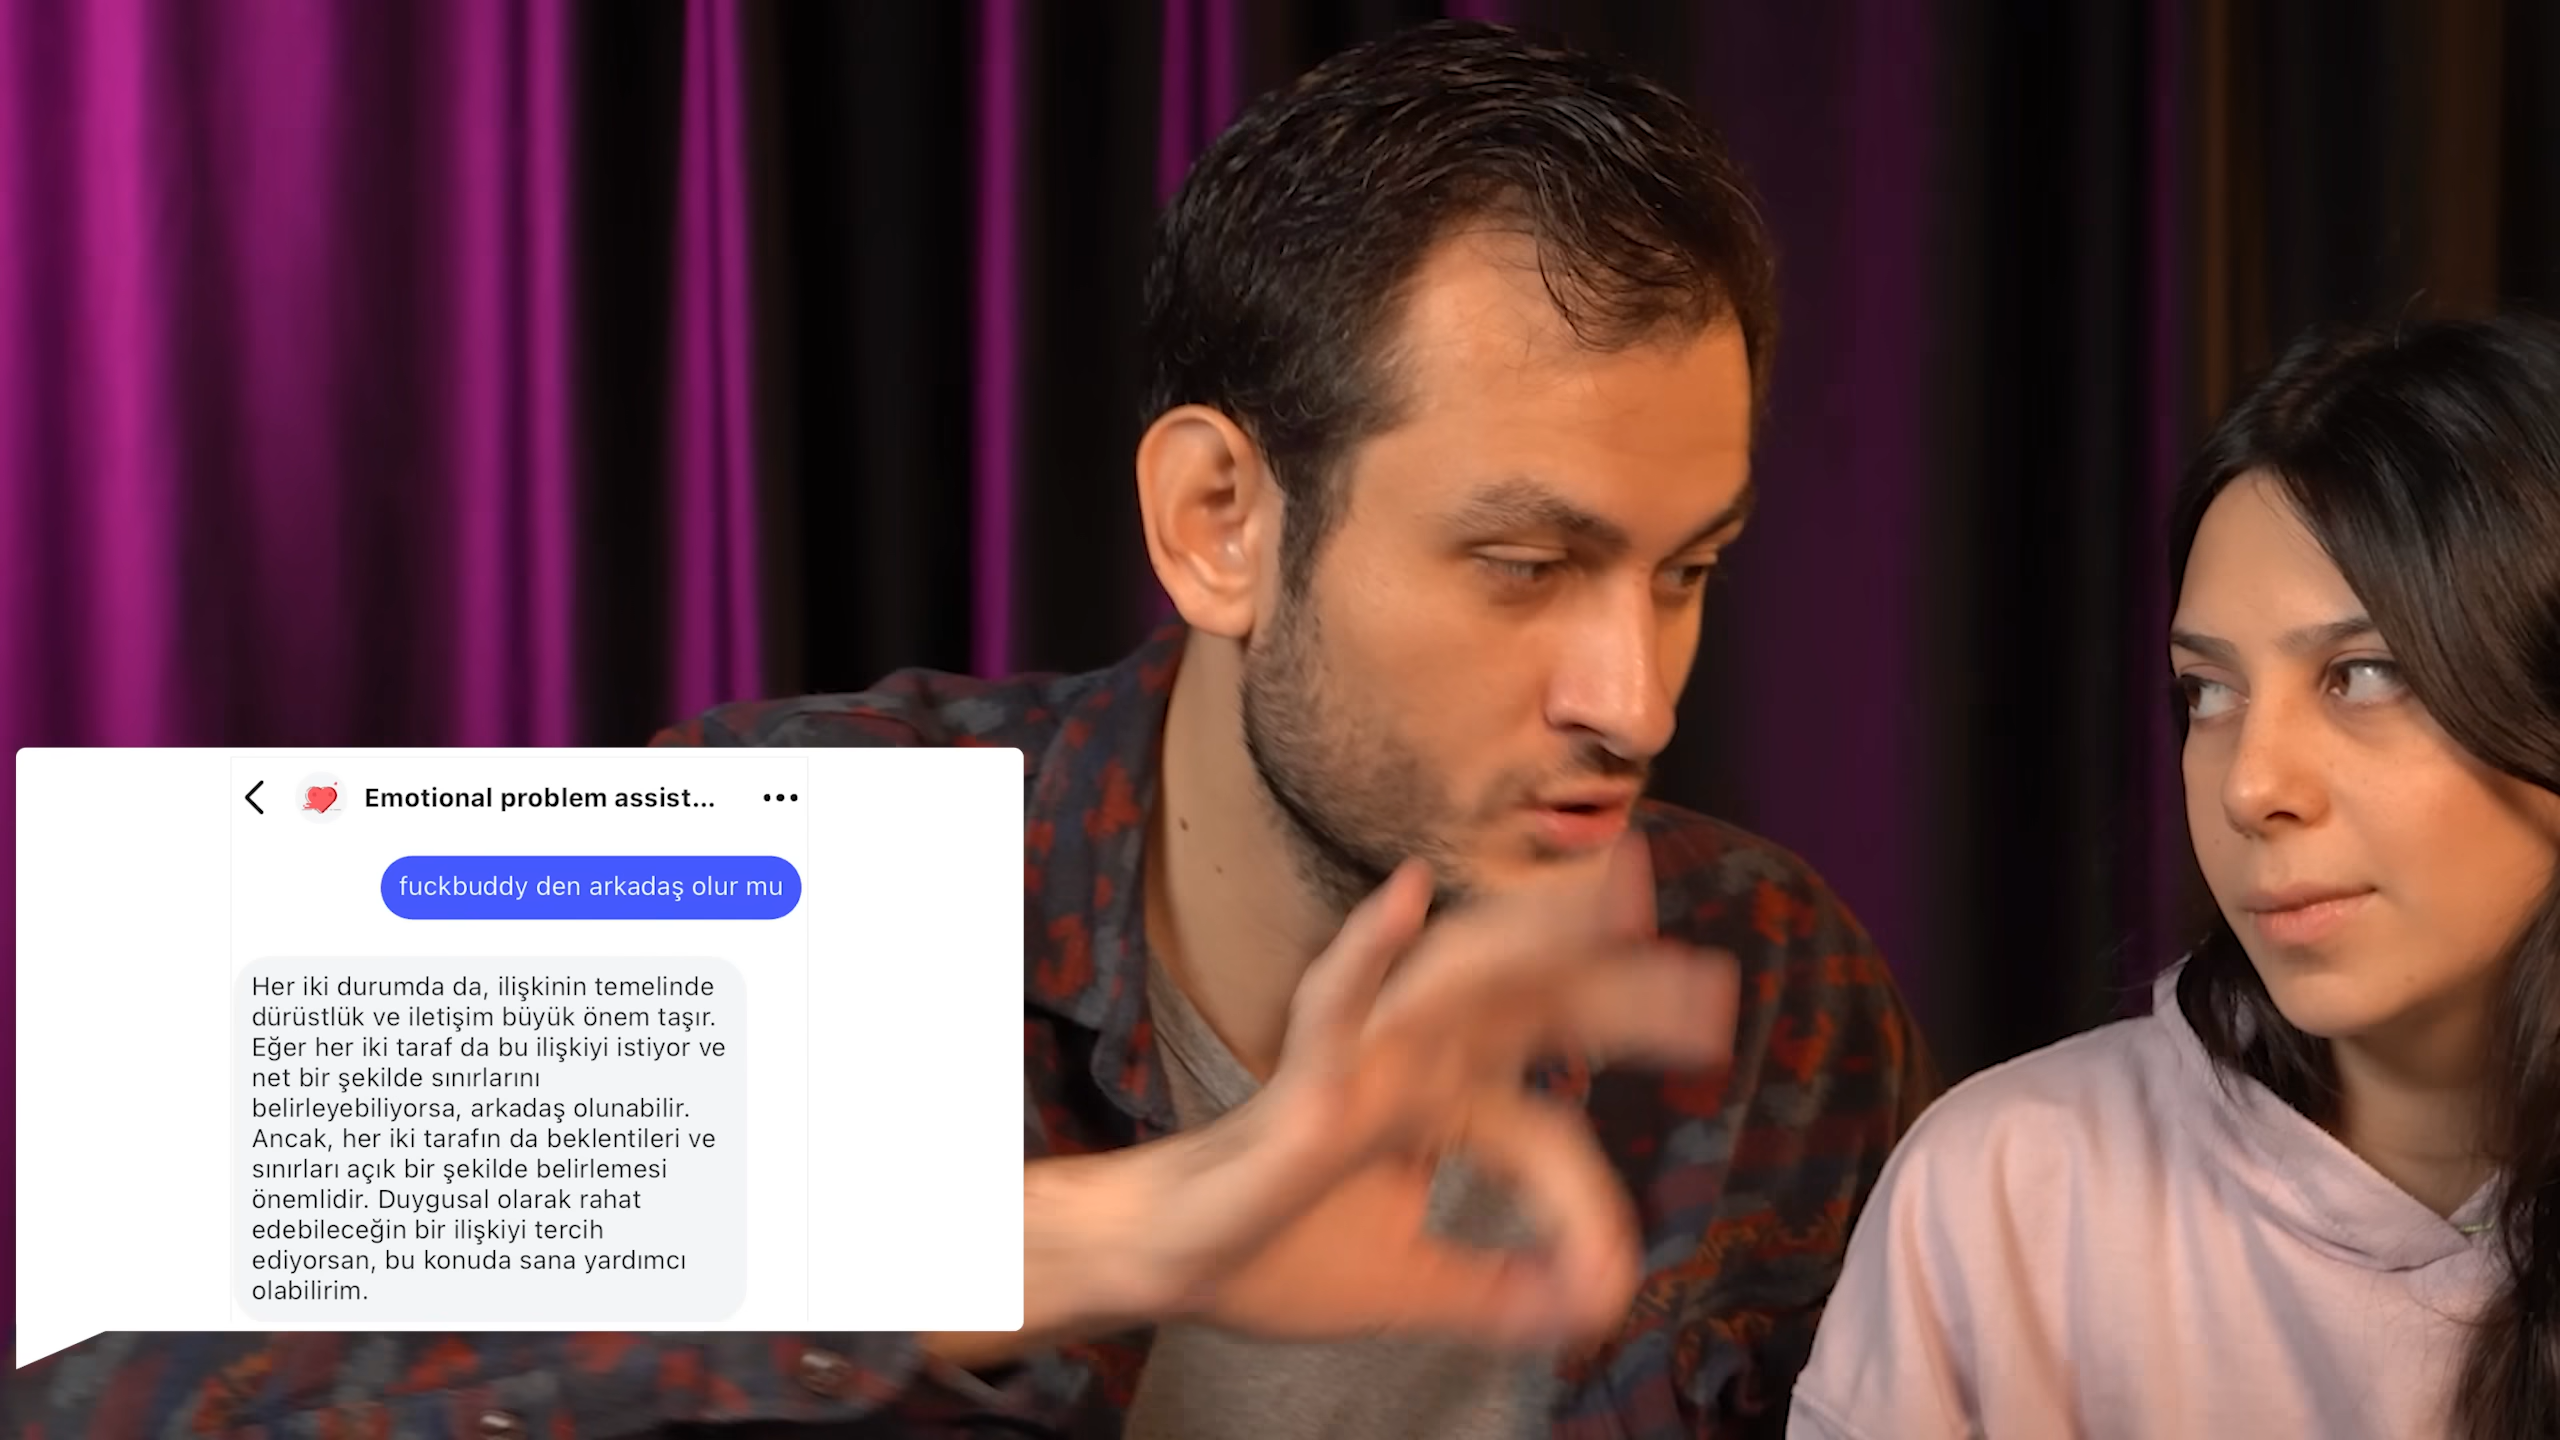 Emotional problem assist...
fuckbuddy den arkadaş olur mu
Her iki durumda da, ilişkinin temelinde
dürüstlük ve iletişim büyük önem taşır.
Eğer her iki taraf da bu ilişkiyi istiyor ve
net bir şekilde sınırlarını
belirleyebiliyorsa, arkadaş olunabilir.
Ancak, her iki tarafın da beklentileri ve
sınırları açık bir şekilde belirlemesi
önemlidir. Duygusal olarak rahat
edebileceğin bir ilişkiyi tercih
ediyorsan, bu konuda sana yardımcı
olabilirim.